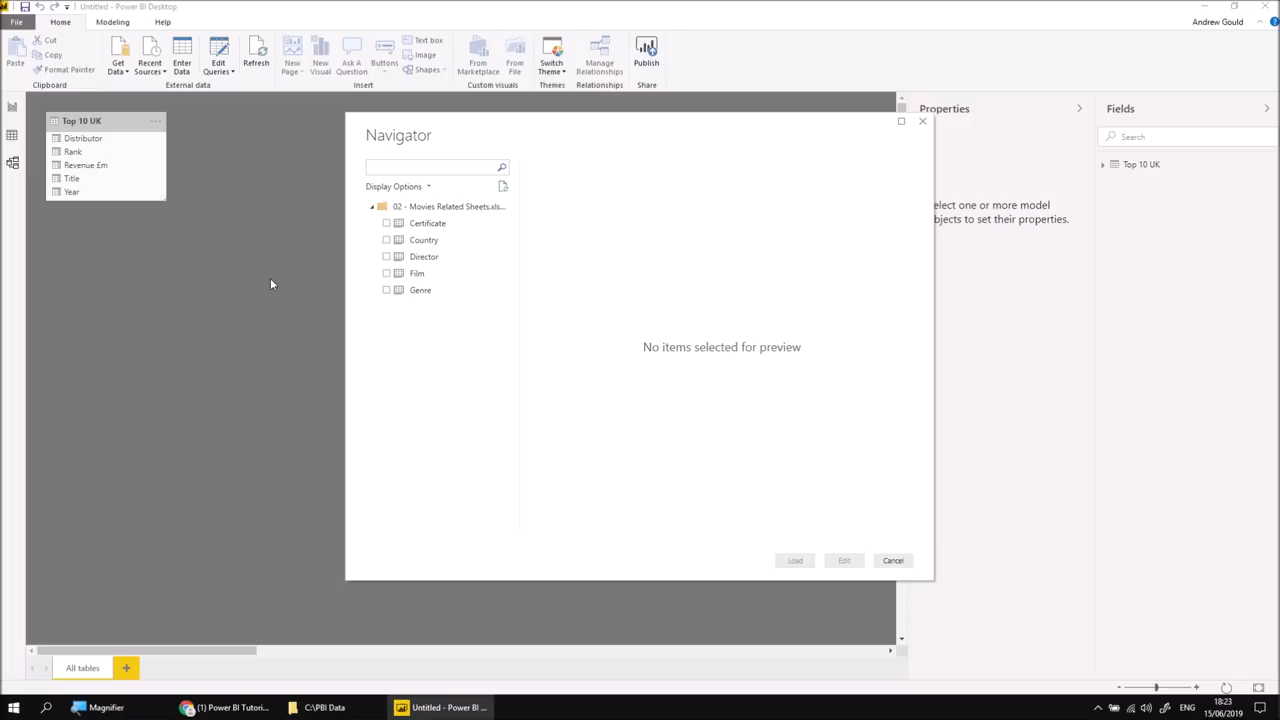 Untitled - Power BI Desktop
File
Home
Modeling
Help
Andrew Gould
Paste
Cut
Copy
Format Painter
Clipboard
Get Data
Recent Sources
Enter Data
Edit Queries
Refresh
External data
New Page
New Visual
Ask A Question
Buttons
Text box
Image
Shapes
Insert
From Marketplace
From File
Custom visuals
Switch Theme
Themes
Manage Relationships
Relationships
Publish
Share
Top 10 UK
Distributor
Rank
Revenue £m
Title
Year
Navigator
Display Options
02 - Movies Related Sheets.xls...
Certificate
Country
Director
Film
Genre
No items selected for preview
Load
Edit
Cancel
Properties
elect one or more model
bjects to set their properties.
Fields
Search
Top 10 UK
All tables
Magnifier
(1) Power BI Tutori...
C:\PBI Data
Untitled - Power BI ...
ENG
18:23
15/06/2019